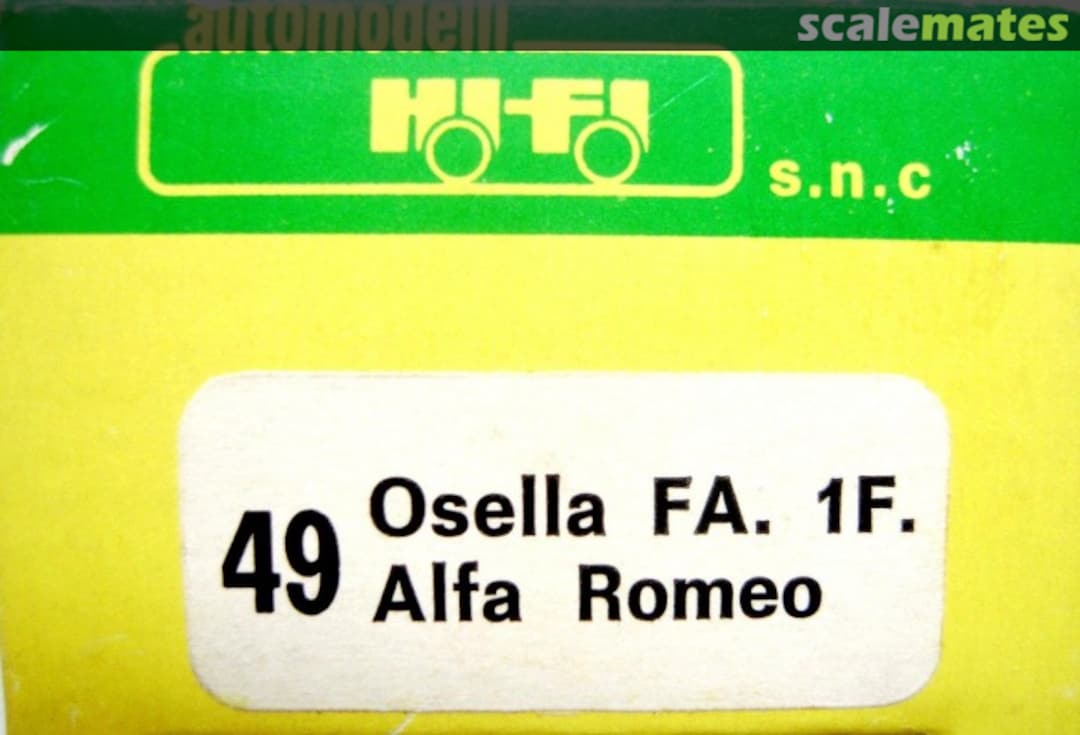 scalemates
automodelli
HI-FI
s.n.c
49
Osella FA. 1F.
Alfa Romeo